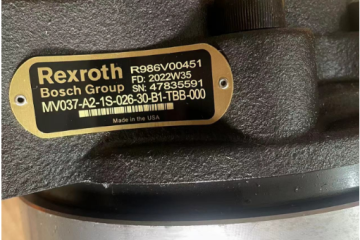 Rexroth R986V00451
Bosch Group FD: 2022W35
SN: 47835591
MV037-A2-1S-026-30-B1-TBB-000
Made in the USA